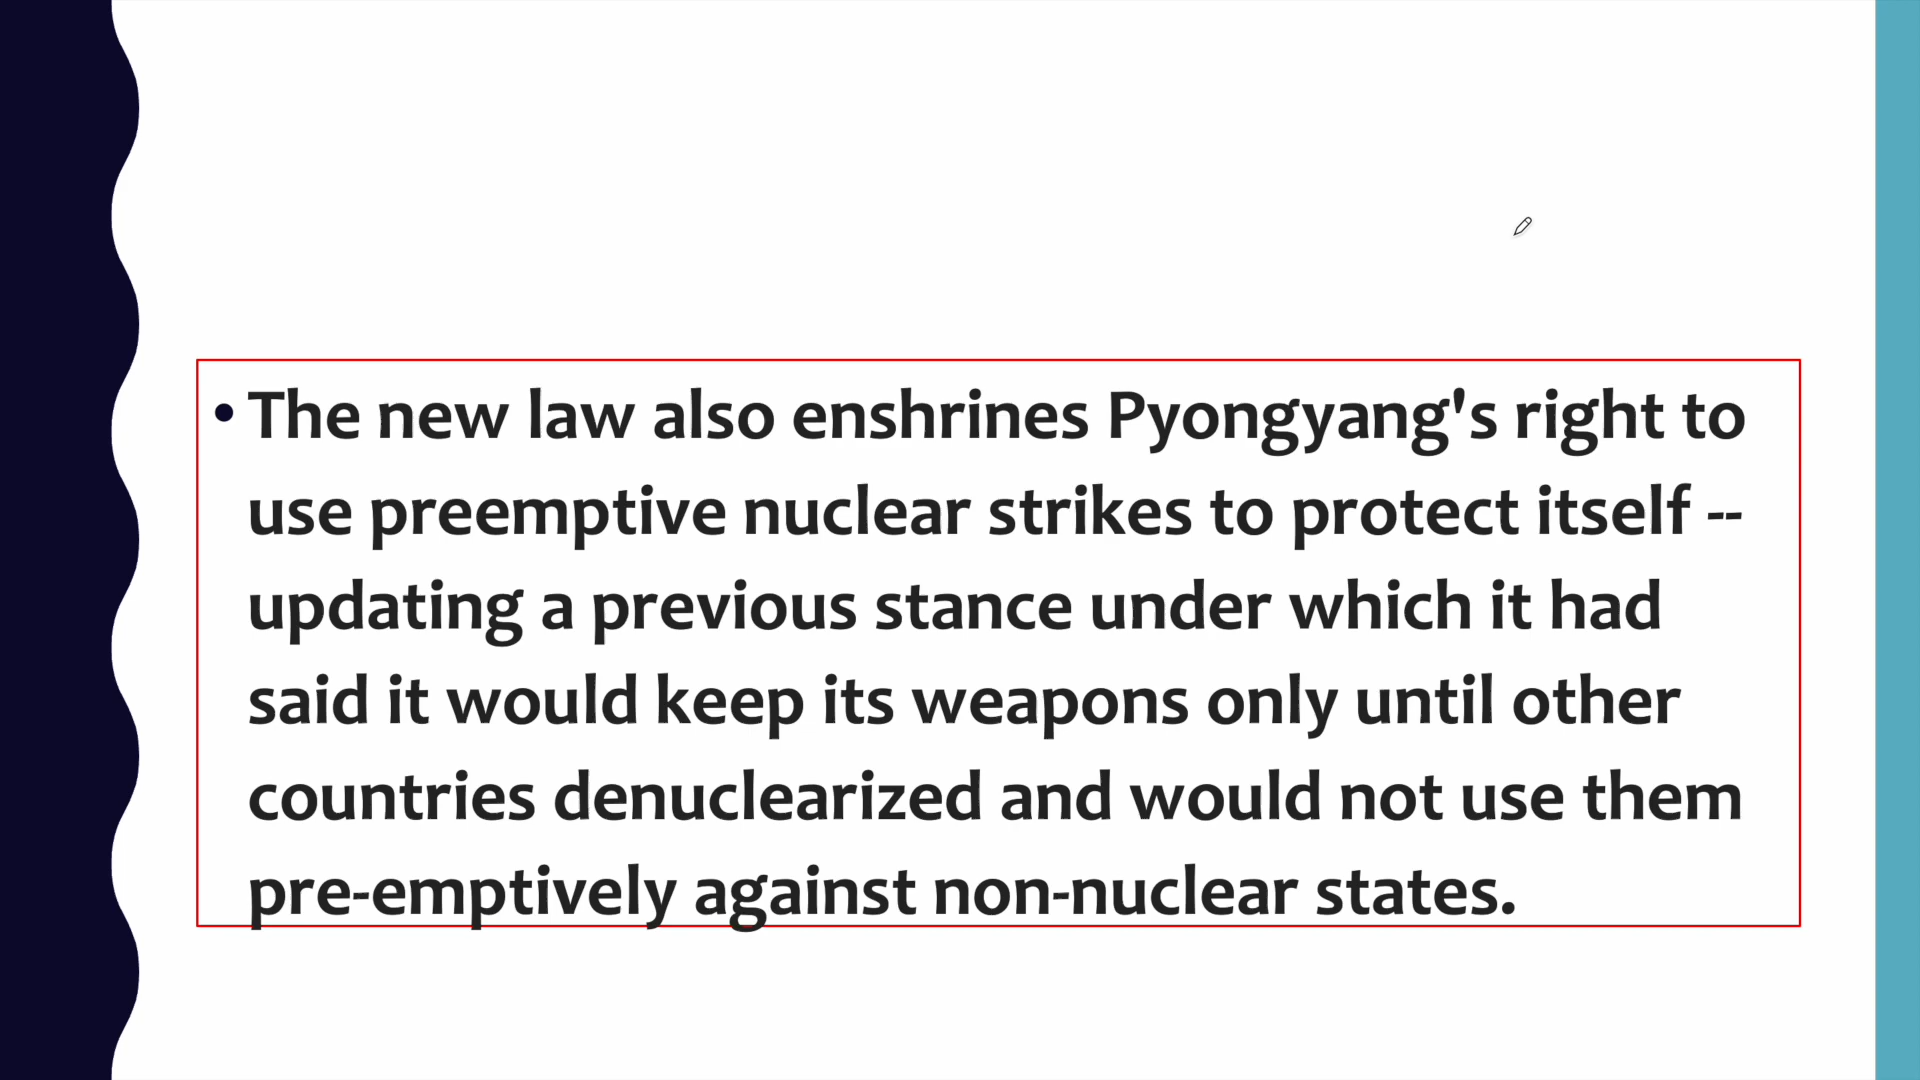 • The new law also enshrines Pyongyang's right to
use preemptive nuclear strikes to protect itself --
updating a previous stance under which it had
said it would keep its weapons only until other
countries denuclearized and would not use them
pre-emptively against non-nuclear states.